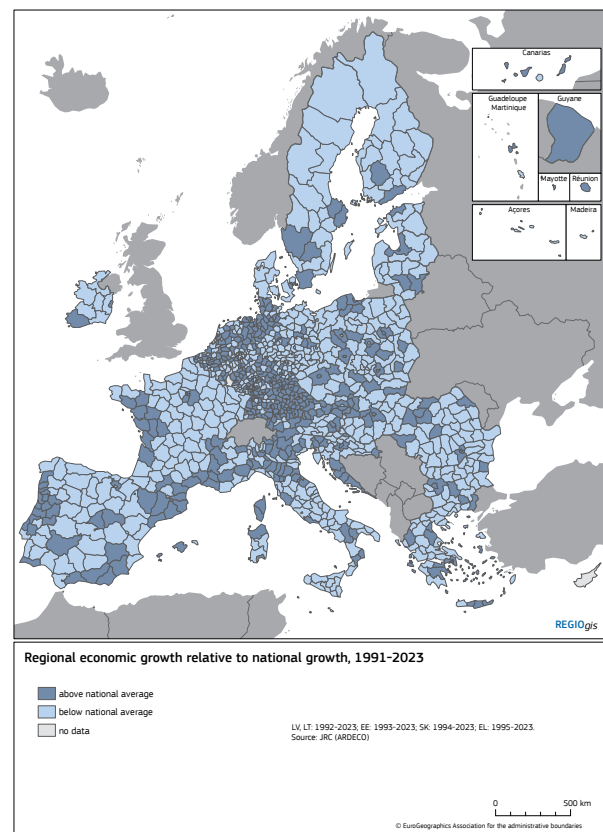 Canarias
Guadeloupe
Martinique
Guyane
Mayotte
Réunion
Açores
Madeira
REGIOgis
Regional economic growth relative to national growth, 1991-2023
above national average
below national average
no data
LV, LT: 1992-2023; EE: 1993-2023; SK: 1994-2023; EL: 1995-2023.
Source: JRC (ARDECO)
0 500 km
© EuroGeographics Association for the administrative boundaries